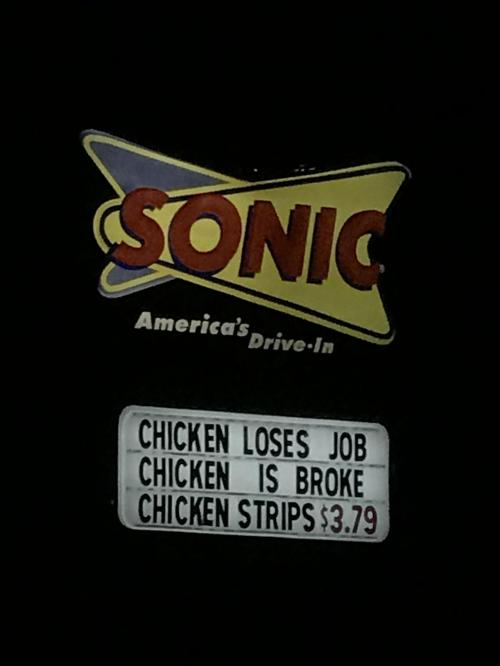 SONIC
America's
Drive-In
CHICKEN LOSES JOB
CHICKEN IS BROKE
CHICKEN STRIPS $3.79